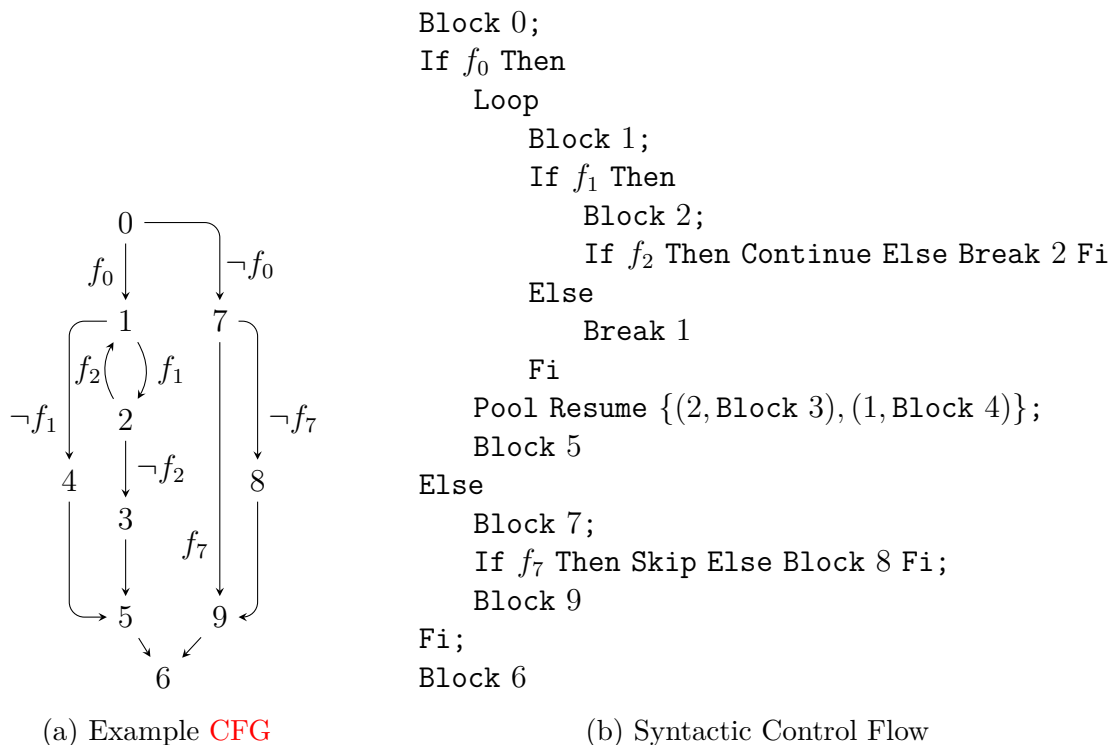 0
f₀
¬f₀
1
7
f₂
f₁
¬f₁
2
¬f₇
¬f₂
4
8
3
f₇
5
9
6
(a) Example CFG
Block 0;
If f₀ Then
Loop
Block 1;
If f₁ Then
Block 2;
If f₂ Then Continue Else Break 2 Fi
Else
Break 1
Fi
Pool Resume {(2, Block 3), (1, Block 4)};
Block 5
Else
Block 7;
If f₇ Then Skip Else Block 8 Fi;
Block 9
Fi;
Block 6
(b) Syntactic Control Flow